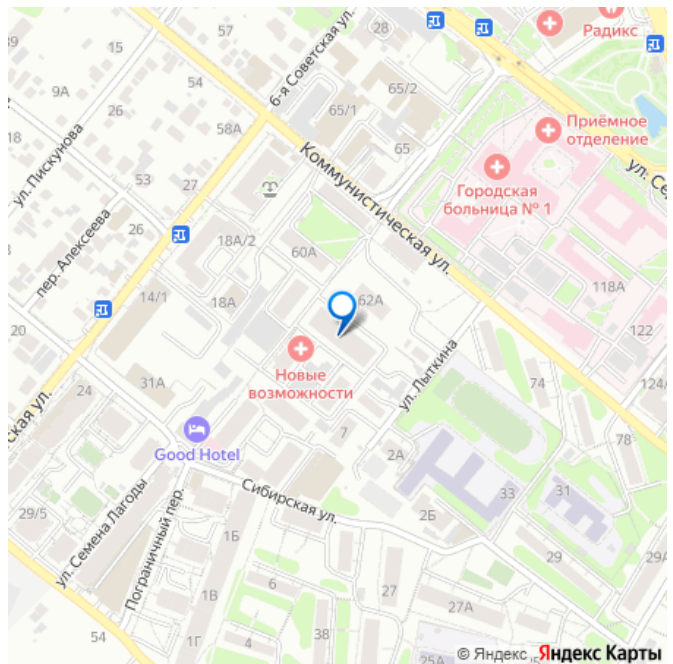 Радикс
28
15
54
9А
65/2
6-я Советская ул.
26
65/1
Приёмное
отделение
58А
18
65
ул. Пискунова
Коммунистическая ул.
ул. Се
Городская
больница № 1
53
27
26
18А/2
60А
пер. Алексеева
118А
14/1
18А
62А
122
20
Новые
возможности
ул. Лыткина
31А
24
74
124/
ская ул.
7
78
Good Hotel
2А
ул. Семена Лагоды
Сибирская ул.
33
31
29/5
2Б
Пограничный пер.
1Б
29
29А
6
27
1В
27А
54
4
38
1Г
25А
© Яндекс
Яндекс Карты